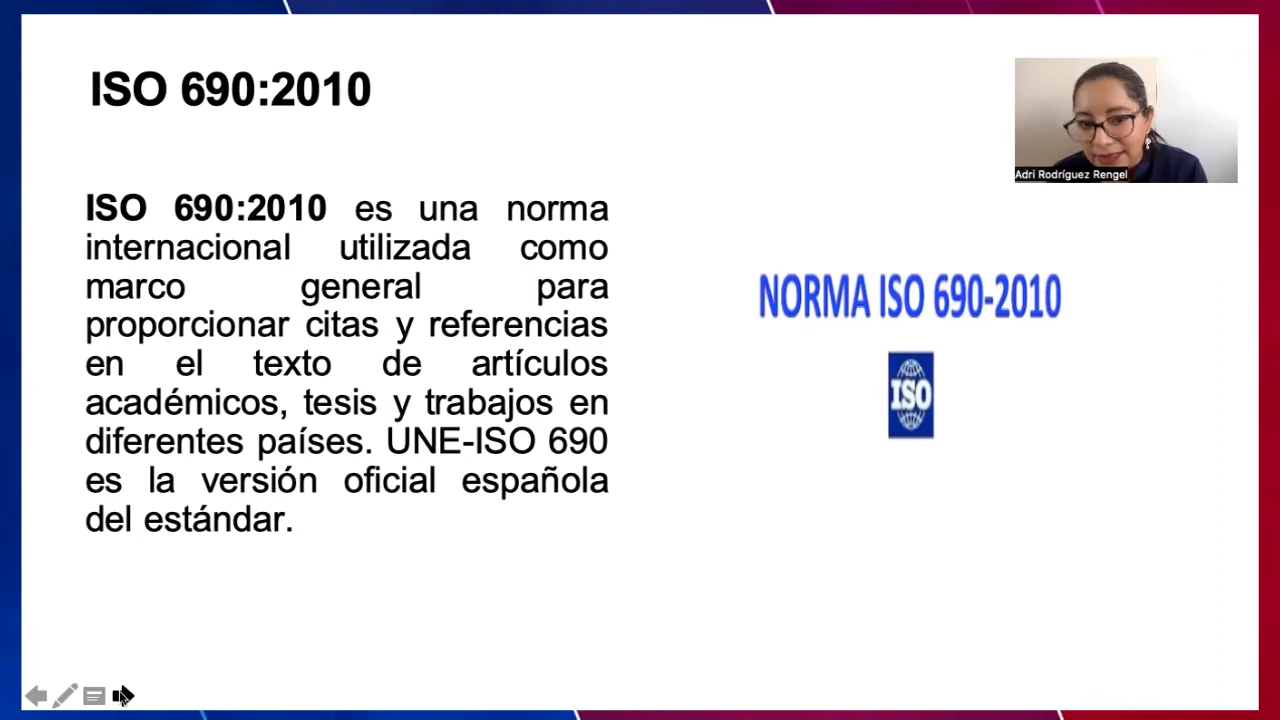 ISO 690:2010
Adri Rodríguez Rengel
ISO 690:2010 es una norma
internacional utilizada como
marco general para
proporcionar citas y referencias
en el texto de artículos
académicos, tesis y trabajos en
diferentes países. UNE-ISO 690
es la versión oficial española
del estándar.
NORMA ISO 690-2010
ISO